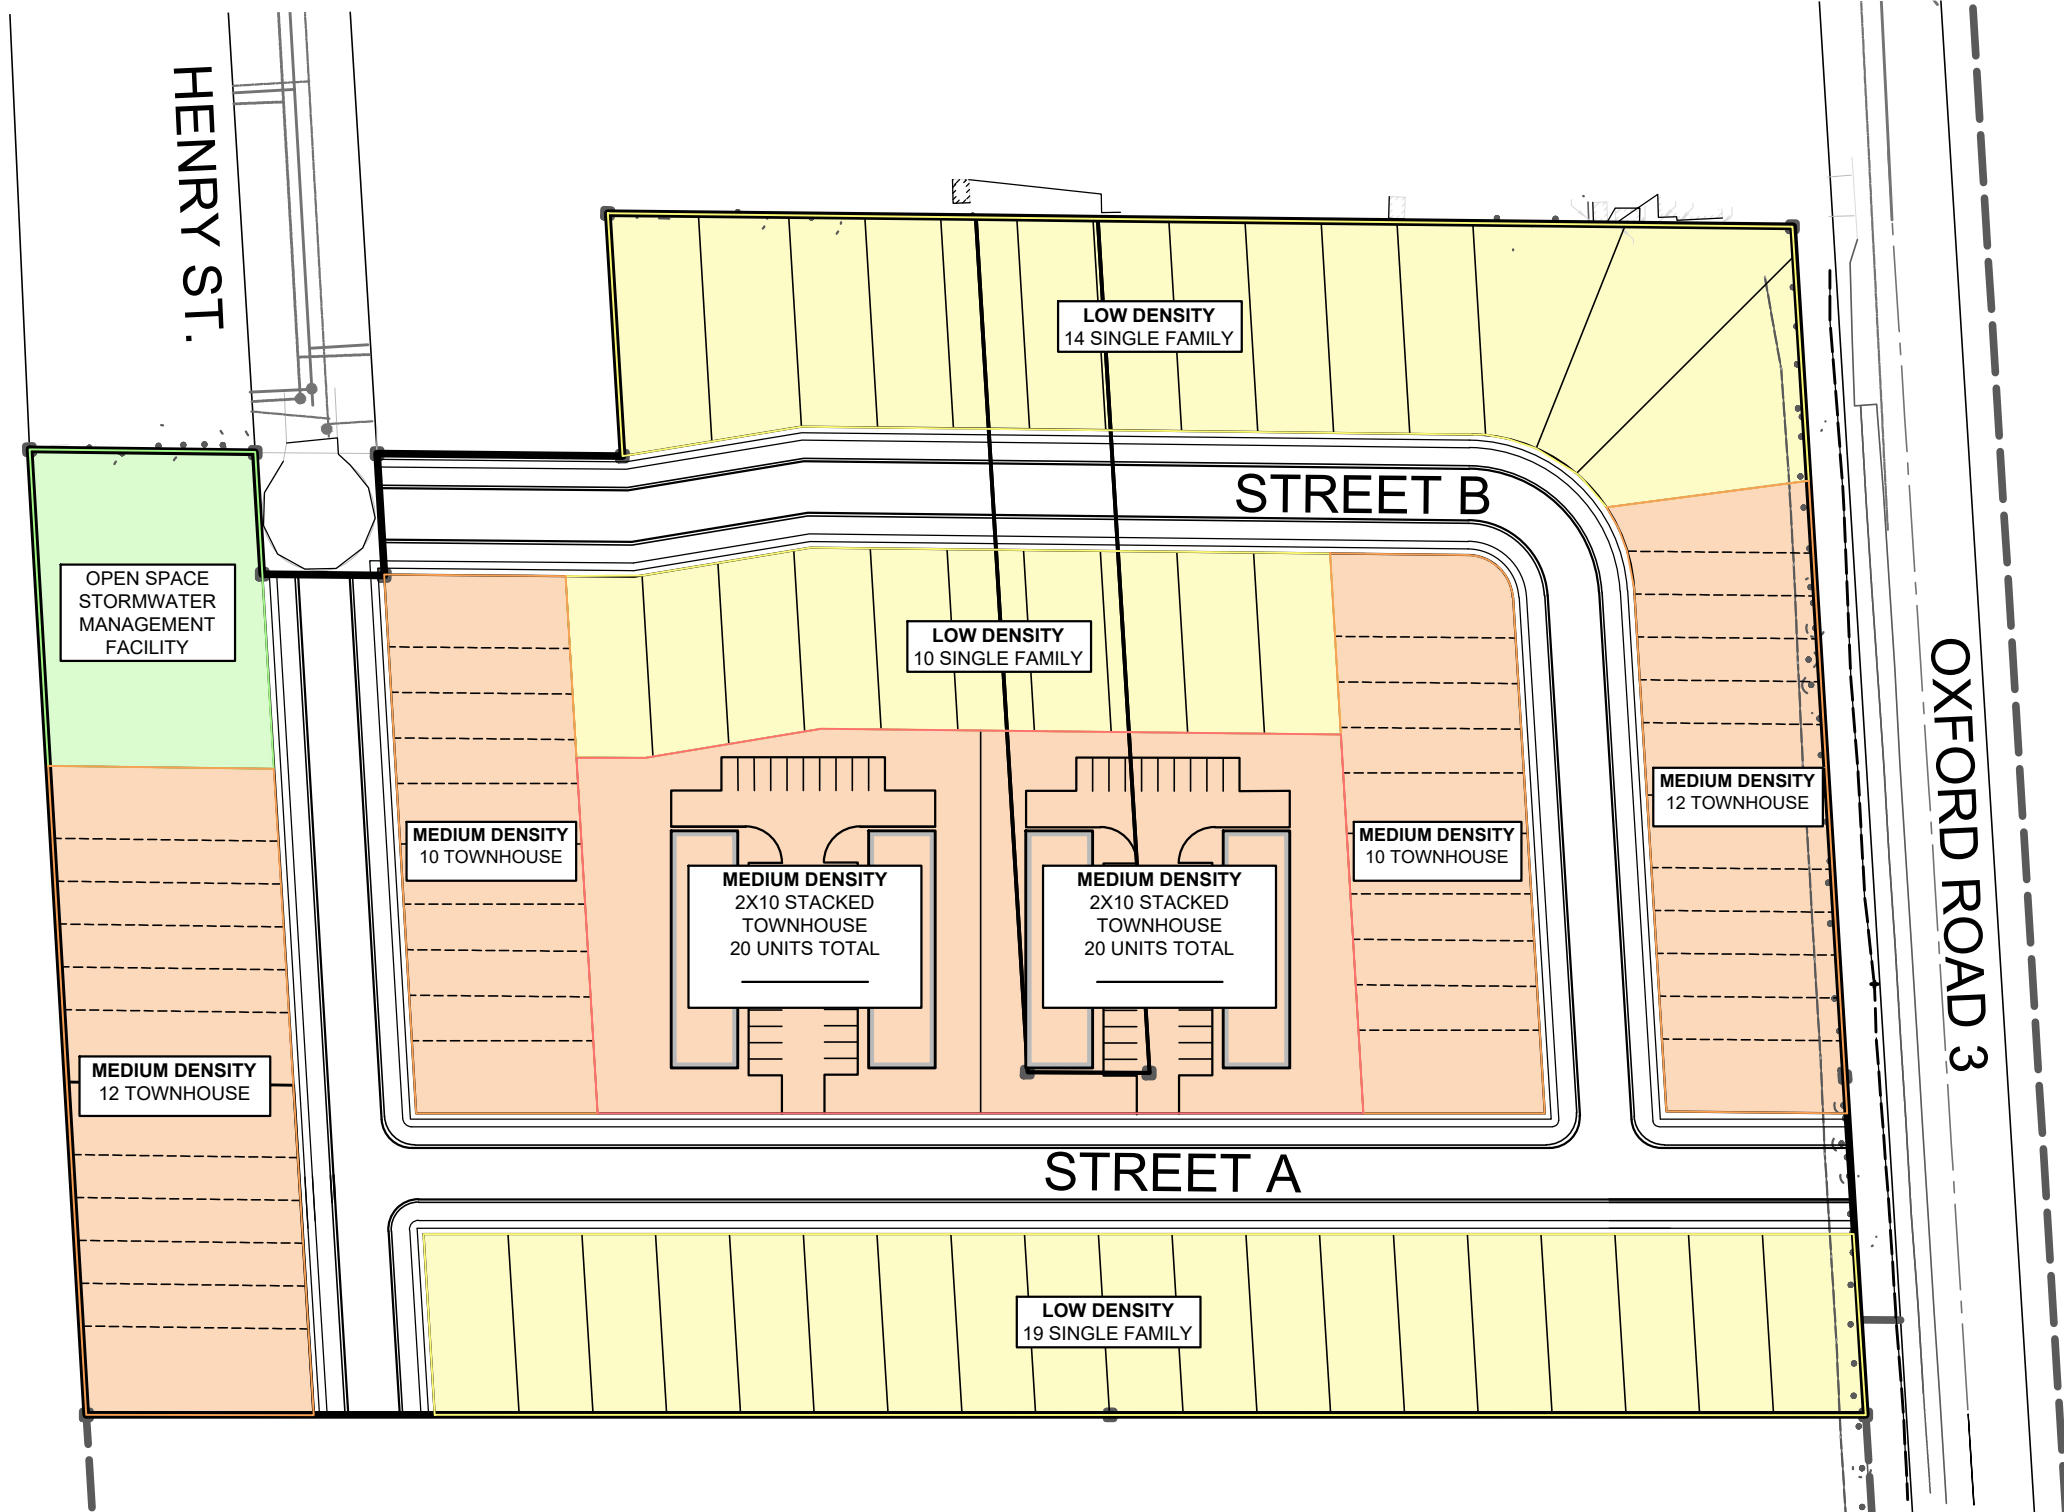 HENRY ST.
LOW DENSITY
14 SINGLE FAMILY
STREET B
OPEN SPACE
STORMWATER
MANAGEMENT
FACILITY
LOW DENSITY
10 SINGLE FAMILY
OXFORD ROAD 3
MEDIUM DENSITY
12 TOWNHOUSE
MEDIUM DENSITY
10 TOWNHOUSE
MEDIUM DENSITY
10 TOWNHOUSE
MEDIUM DENSITY
2X10 STACKED
TOWNHOUSE
20 UNITS TOTAL
MEDIUM DENSITY
2X10 STACKED
TOWNHOUSE
20 UNITS TOTAL
MEDIUM DENSITY
12 TOWNHOUSE
STREET A
LOW DENSITY
19 SINGLE FAMILY